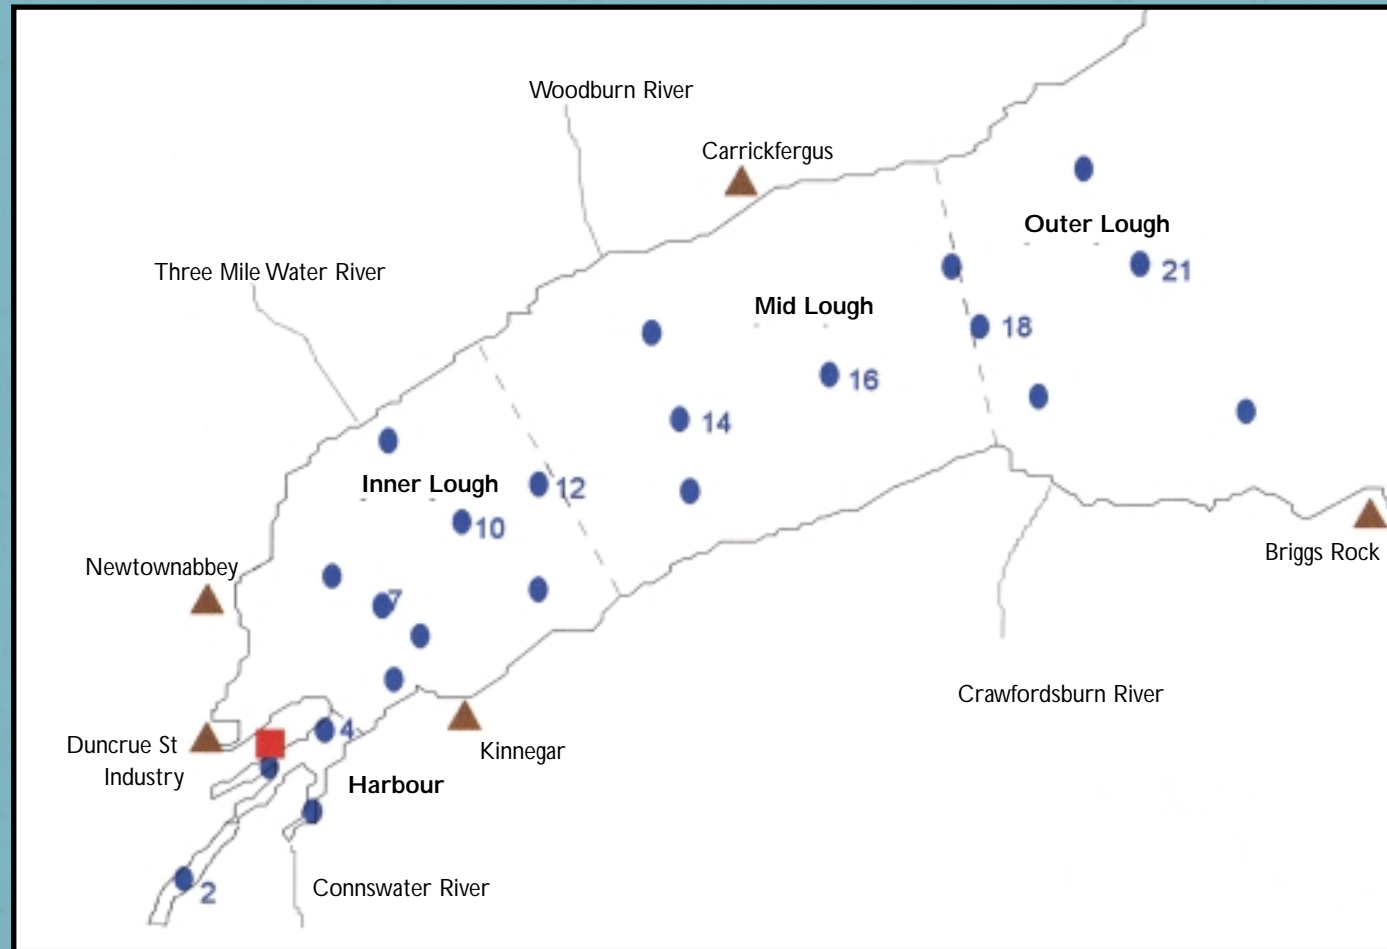 Woodburn River
Carrickfergus
Outer Lough
Three Mile Water River
21
Mid Lough
18
16
14
Inner Lough
12
10
Briggs Rock
Newtownabbey
7
Crawfordsburn River
4
Duncrue St
Industry
Kinnegar
Harbour
2
Connswater River